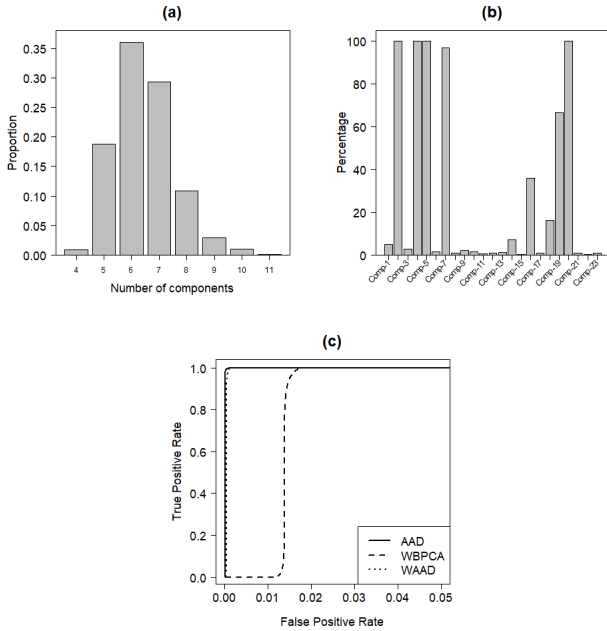 (a)
0.35
0.30
0.25
0.20
0.15
0.10
0.05
0.00
Proportion
4 5 6 7 8 9 10 11
Number of components
(b)
100
80
60
40
20
0
Percentage
Comp-1 Comp-3 Comp-5 Comp-7 Comp-9 Comp-11 Comp-13 Comp-15 Comp-17 Comp-19 Comp-21 Comp-23
(c)
1.0
0.8
0.6
0.4
0.2
0.0
True Positive Rate
AAD
WBPCA
WAAD
0.00 0.01 0.02 0.03 0.04 0.05
False Positive Rate